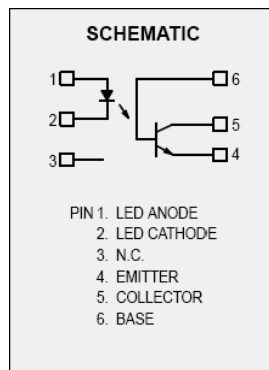 SCHEMATIC
1 6
2 5
3 4
PIN 1. LED ANODE
2. LED CATHODE
3. N.C.
4. EMITTER
5. COLLECTOR
6. BASE